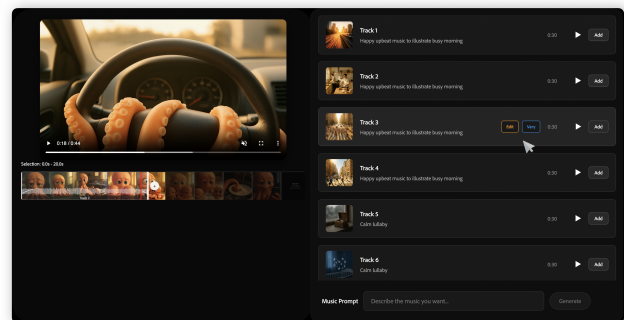 0:18 / 0:44
Selection: 0.0s - 20.0s
Track 3
Track 1
Happy upbeat music to illustrate busy morning
0:30
Add
Track 2
Happy upbeat music to illustrate busy morning
0:30
Add
Track 3
Happy upbeat music to illustrate busy morning
Edit
Vary
0:30
Add
Track 4
Happy upbeat music to illustrate busy morning
0:30
Add
Track 5
Calm lullaby
0:30
Add
Track 6
Calm lullaby
0:30
Add
Music Prompt
Describe the music you want...
Generate